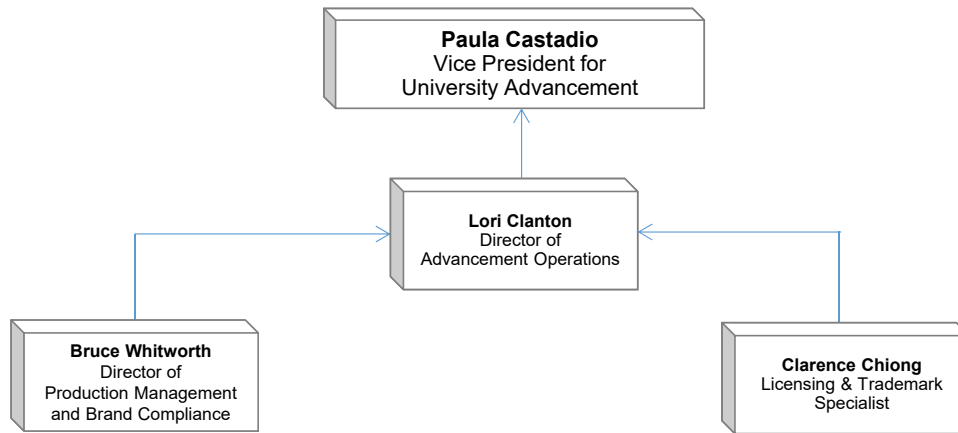 Paula Castadio
Vice President for
University Advancement
Lori Clanton
Director of
Advancement Operations
Bruce Whitworth
Director of
Production Management
and Brand Compliance
Clarence Chiong
Licensing & Trademark
Specialist